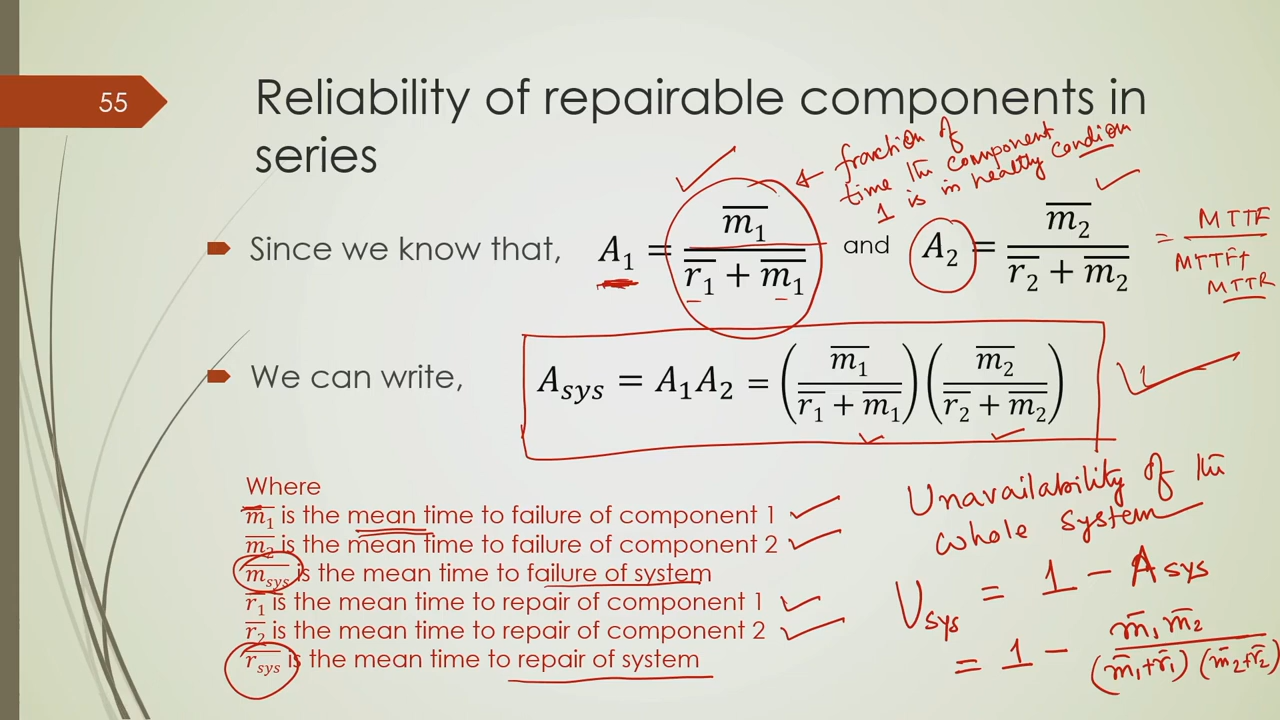 55
Reliability of repairable components in
series
fraction of
time the component
1 is in healthy condion
Since we know that, A₁ = m̅₁ / (r̅₁ + m̅₁) and A₂ = m̅₂ / (r̅₂ + m̅₂) = MTTF / (MTTF + MTTR)
We can write, A_sys = A₁A₂ = (m̅₁ / (r̅₁ + m̅₁)) (m̅₂ / (r̅₂ + m̅₂))
Where
m̅₁ is the mean time to failure of component 1
m̅₂ is the mean time to failure of component 2
m̅_sys is the mean time to failure of system
r̅₁ is the mean time to repair of component 1
r̅₂ is the mean time to repair of component 2
r̅_sys is the mean time to repair of system
Unavailability of the
whole system
U_sys = 1 - A_sys
= 1 - m̅₁ m̅₂ / ((m̅₁+r̅₁) (m̅₂+r̅₂))